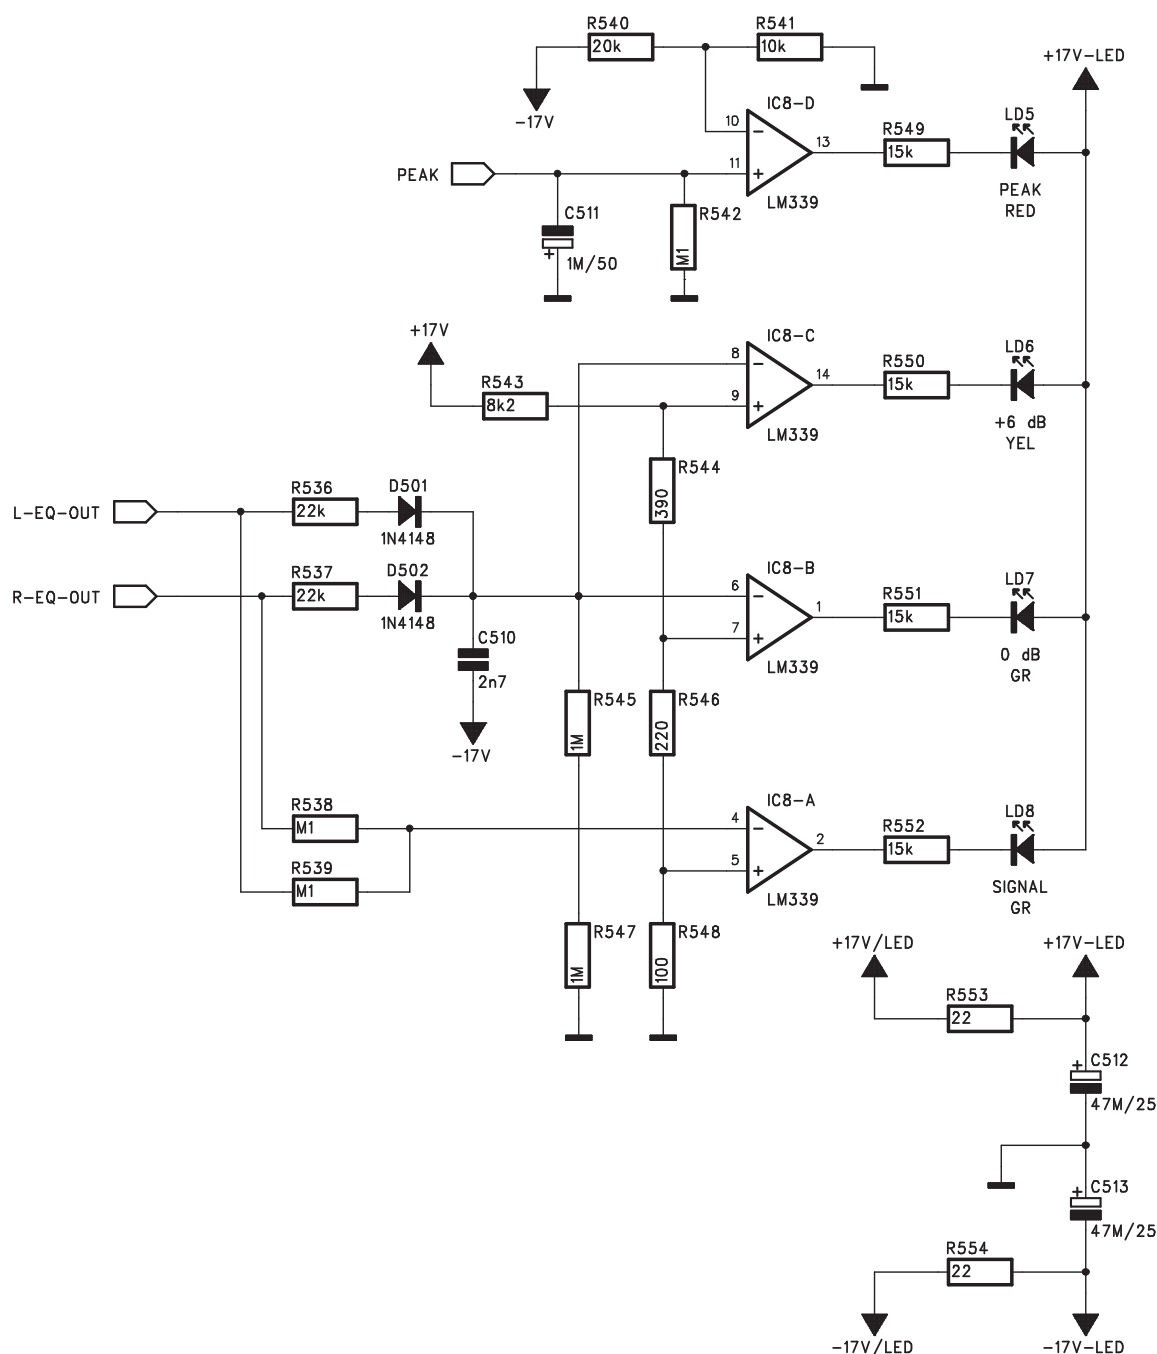 R540
20k
R541
10k
+17V-LED
-17V
IC8-D
10
11
13
LM339
R549
15k
LD5
PEAK
RED
PEAK
C511
1M/50
R542
M1
+17V
R543
8k2
IC8-C
8
9
14
LM339
R550
15k
LD6
+6 dB
YEL
R544
390
L-EQ-OUT
R536
22k
D501
1N4148
R-EQ-OUT
R537
22k
D502
1N4148
IC8-B
6
7
1
LM339
R551
15k
LD7
0 dB
GR
C510
2n7
-17V
R545
1M
R546
220
R538
M1
R539
M1
IC8-A
4
5
2
LM339
R552
15k
LD8
SIGNAL
GR
R547
1M
R548
100
+17V/LED
+17V-LED
R553
22
C512
47M/25
C513
47M/25
R554
22
-17V/LED
-17V-LED